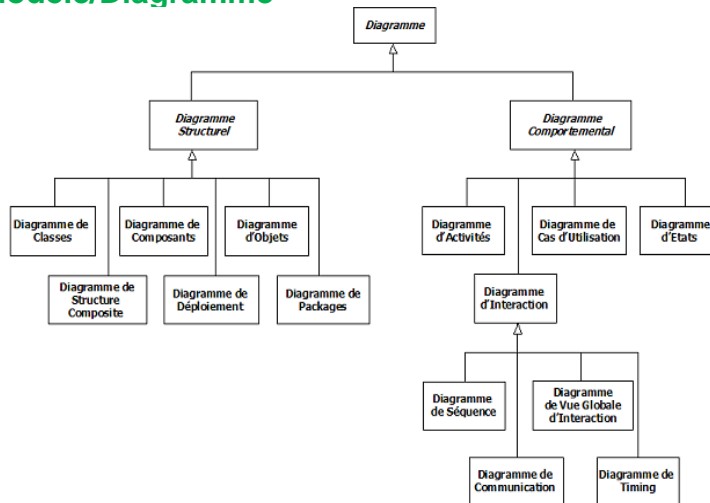 Modèle/Diagramme
Diagramme
Diagramme
Structurel
Diagramme
Comportemental
Diagramme de
Classes
Diagramme de
Composants
Diagramme
d'Objets
Diagramme
d'Activités
Diagramme de
Cas d'Utilisation
Diagramme
d'Etats
Diagramme de
Structure
Composite
Diagramme de
Déploiement
Diagramme de
Packages
Diagramme
d'Interaction
Diagramme
de Séquence
Diagramme
de Vue Globale
d'Interaction
Diagramme de
Communication
Diagramme de
Timing